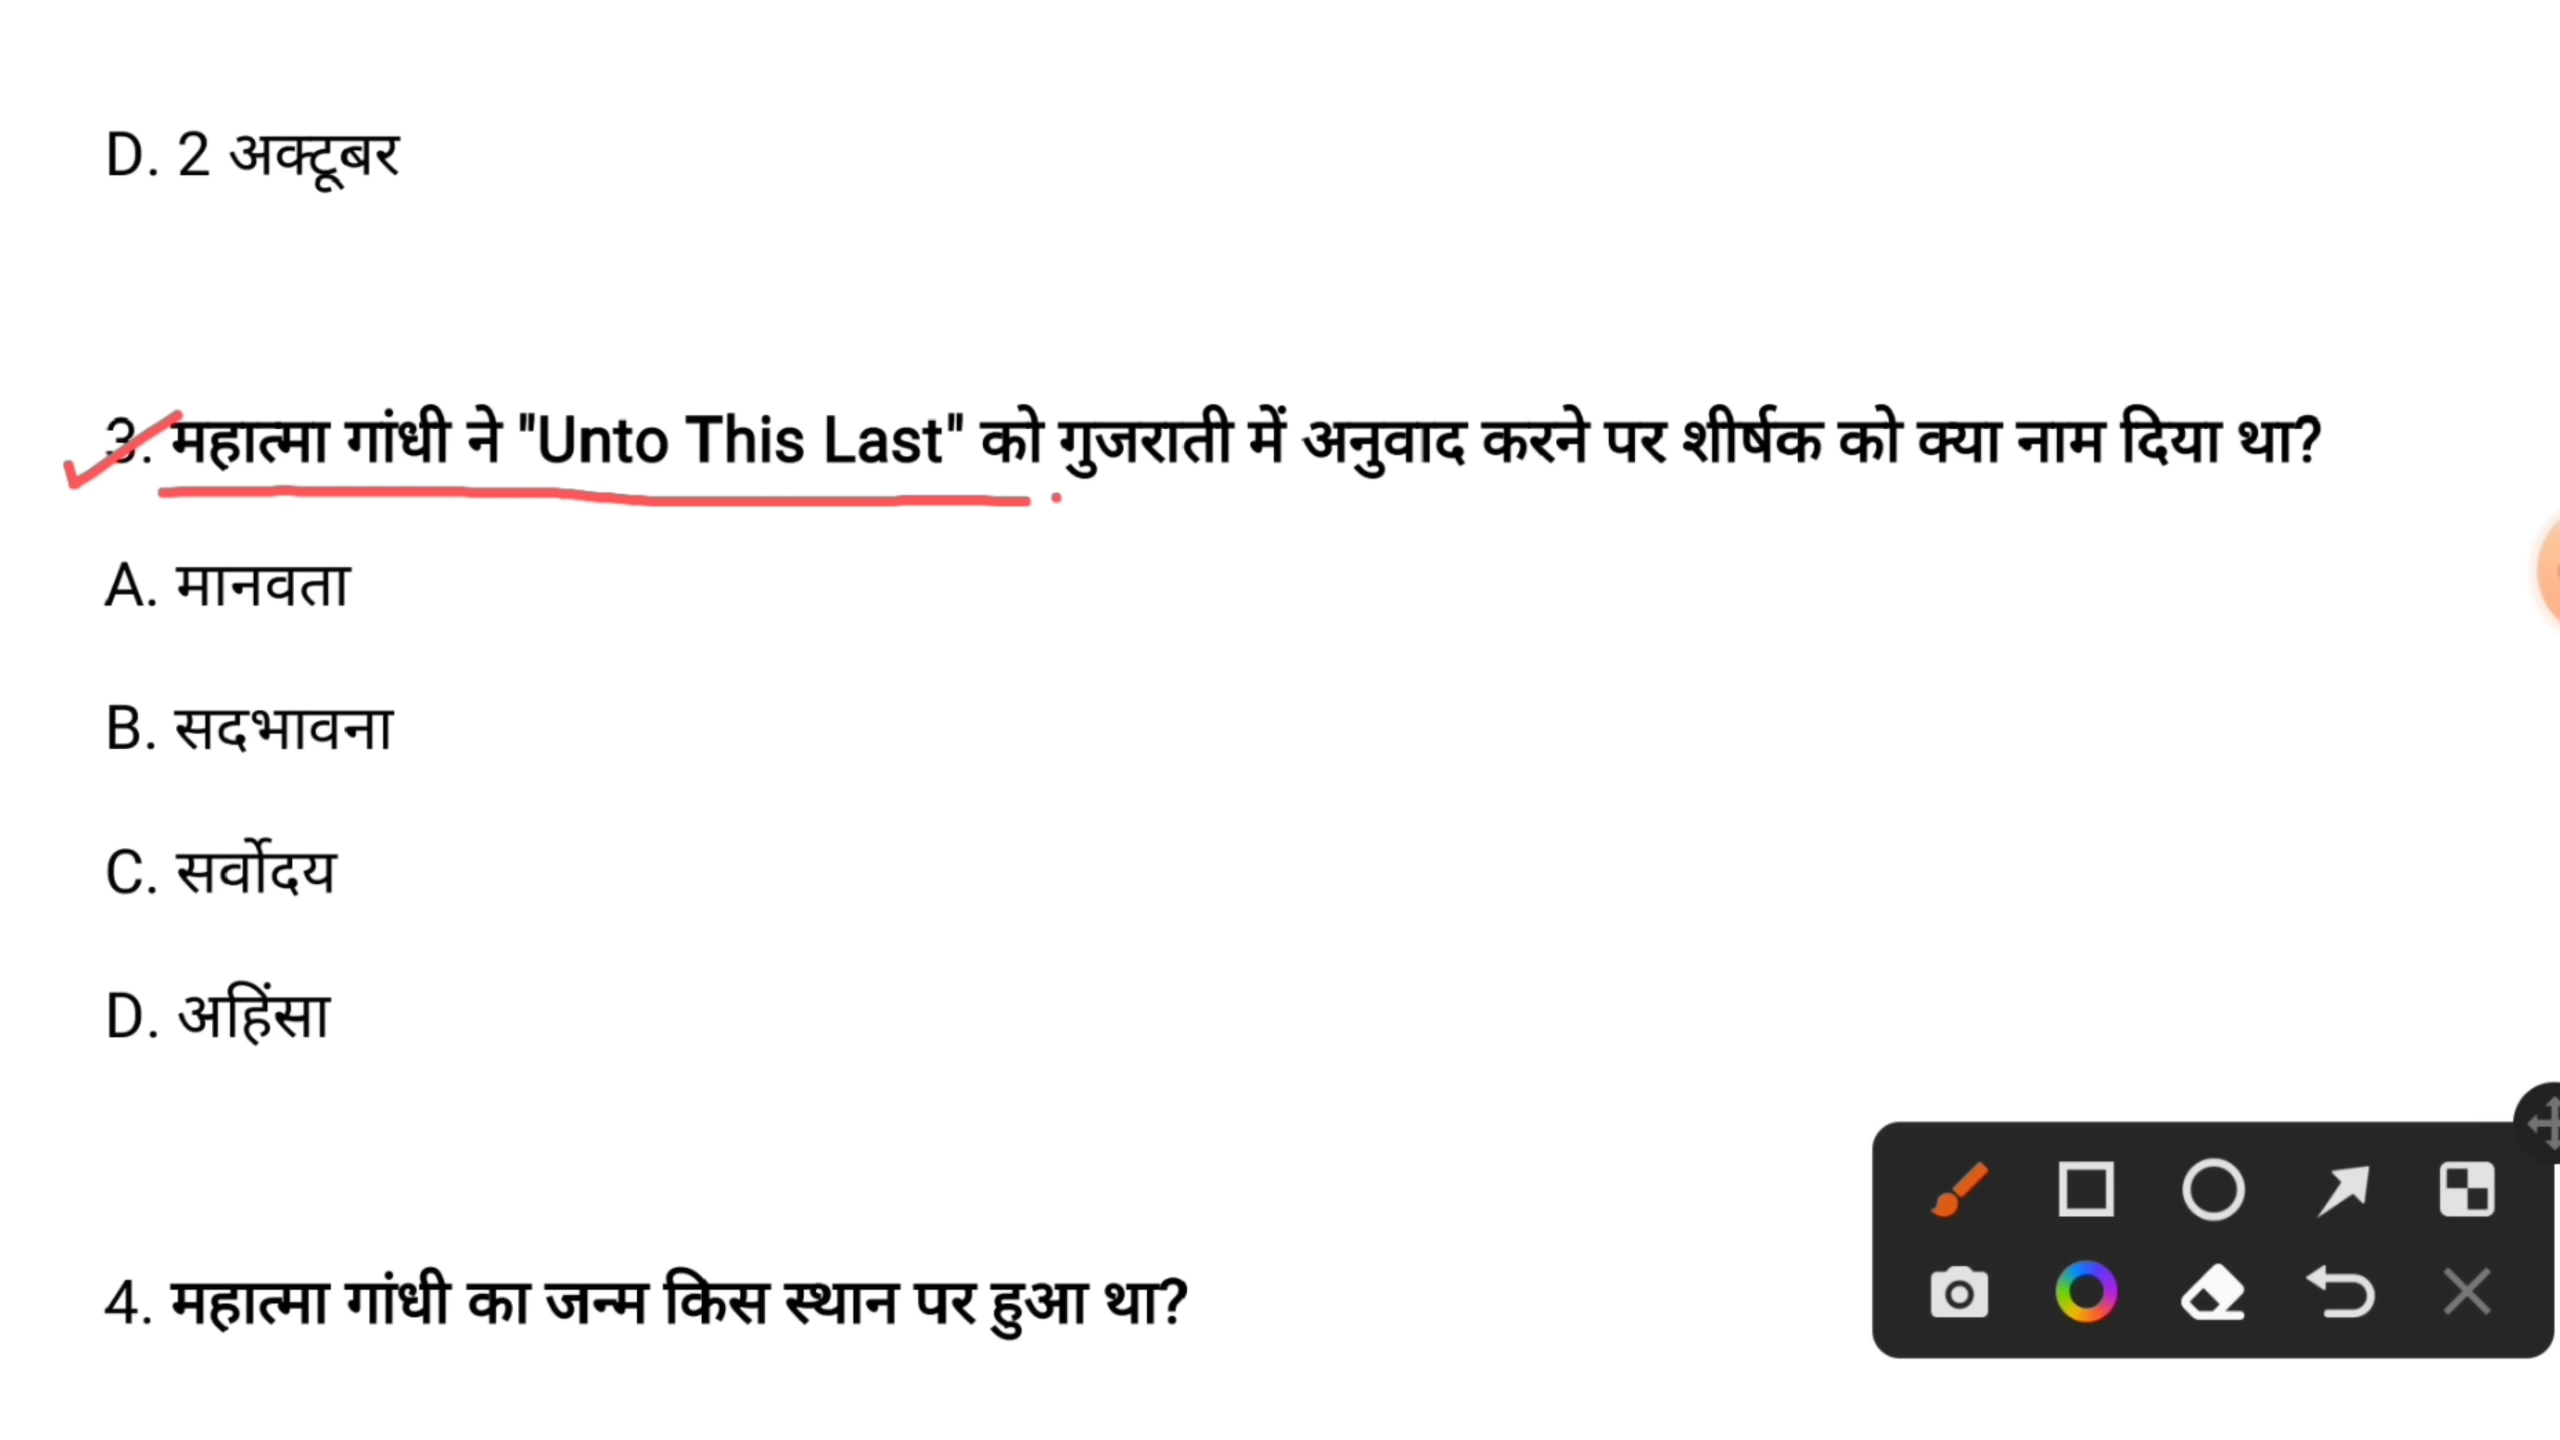 D. 2 अक्टूबर
3. महात्मा गांधी ने "Unto This Last" को गुजराती में अनुवाद करने पर शीर्षक को क्या नाम दिया था?
A. मानवता
B. सदभावना
C. सर्वोदय
D. अहिंसा
4. महात्मा गांधी का जन्म किस स्थान पर हुआ था?